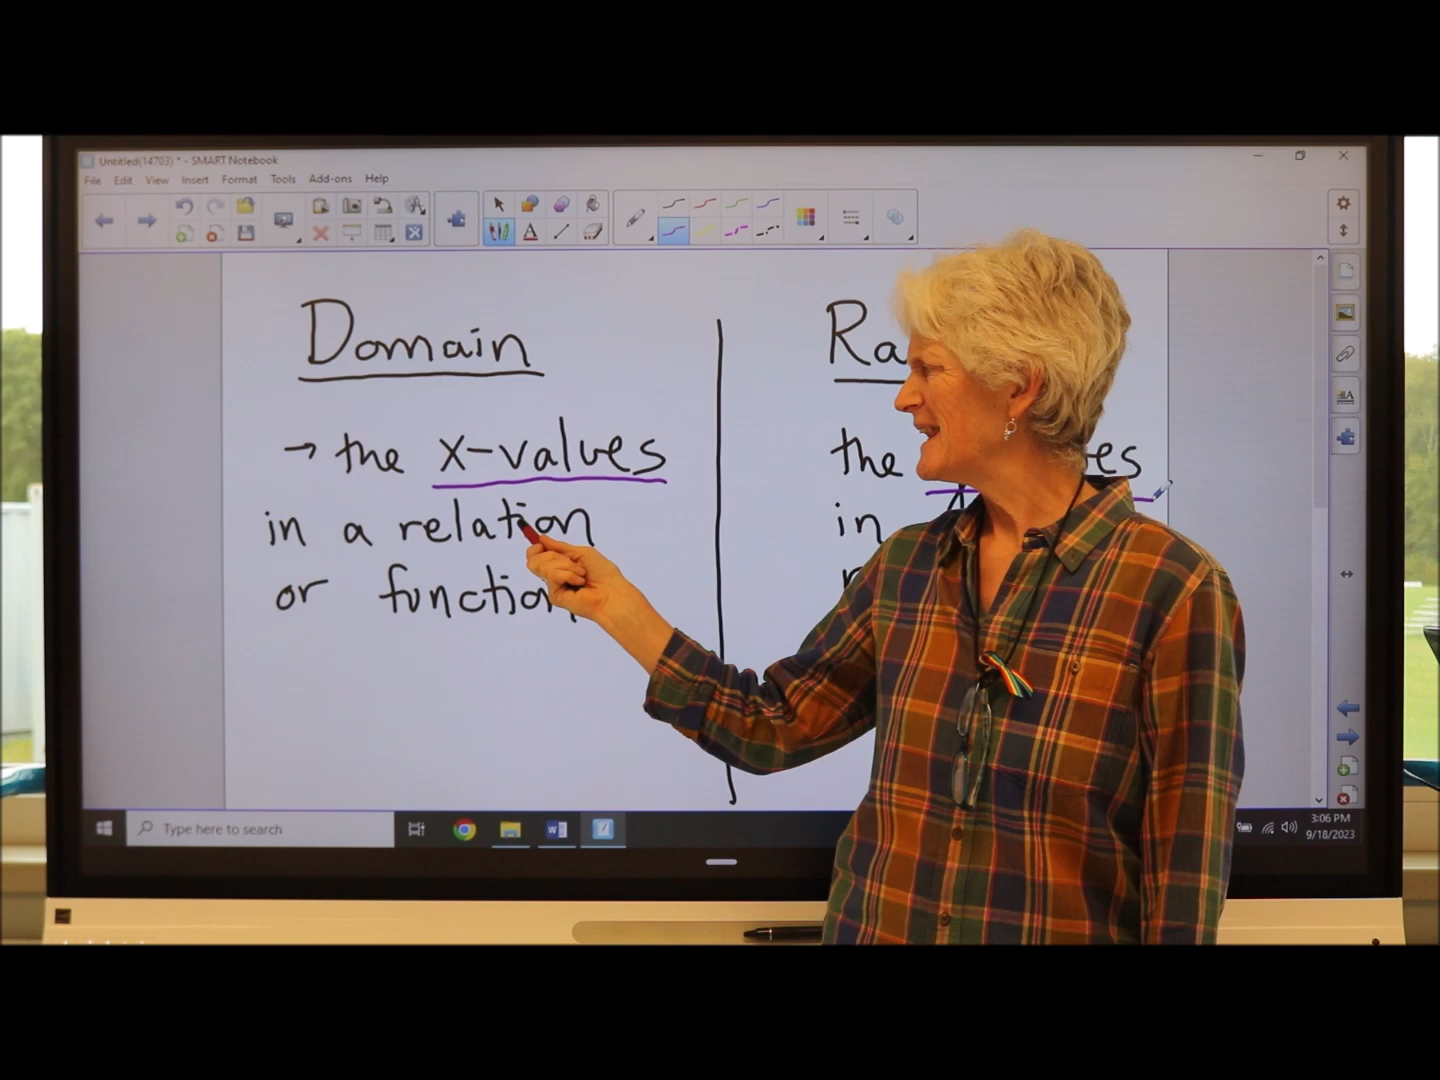 Untitled(14703) * - SMART Notebook
File Edit View Insert Format Tools Add-ons Help
Domain
→ the x-values
in a relation
or function
Ra
the es
in
Type here to search
3:06 PM
9/18/2023